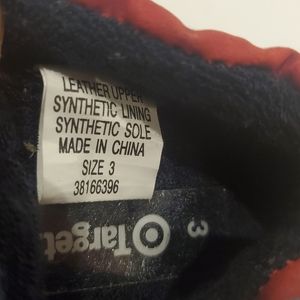 LEATHER UPPER
SYNTHETIC LINING
SYNTHETIC SOLE
MADE IN CHINA
SIZE 3
38166396
Target
3